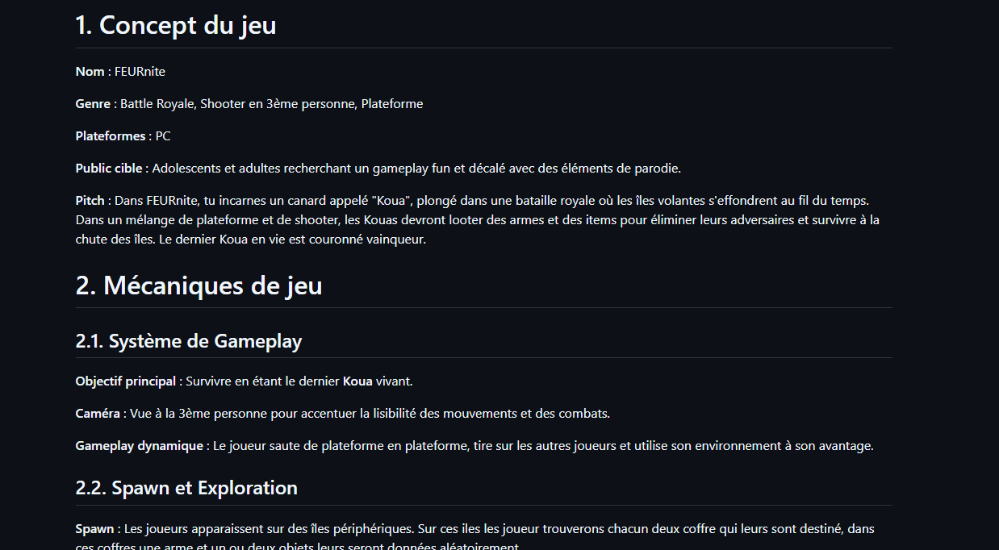 1. Concept du jeu
Nom : FEURnite
Genre : Battle Royale, Shooter en 3ème personne, Plateforme
Plateformes : PC
Public cible : Adolescents et adultes recherchant un gameplay fun et décalé avec des éléments de parodie.
Pitch : Dans FEURnite, tu incarnes un canard appelé "Koua", plongé dans une bataille royale où les îles volantes s'effondrent au fil du temps.
Dans un mélange de plateforme et de shooter, les Kouas devront looter des armes et des items pour éliminer leurs adversaires et survivre à la
chute des îles. Le dernier Koua en vie est couronné vainqueur.
2. Mécaniques de jeu
2.1. Système de Gameplay
Objectif principal : Survivre en étant le dernier Koua vivant.
Caméra : Vue à la 3ème personne pour accentuer la lisibilité des mouvements et des combats.
Gameplay dynamique : Le joueur saute de plateforme en plateforme, tire sur les autres joueurs et utilise son environnement à son avantage.
2.2. Spawn et Exploration
Spawn : Les joueurs apparaissent sur des îles périphériques. Sur ces iles les joueur trouverons chacun deux coffre qui leurs sont destiné, dans
ces coffres une arme et un ou deux objets leurs seront données aléatoirement.